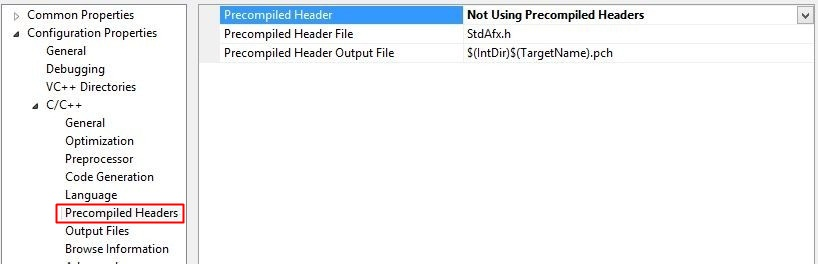 Common Properties
Configuration Properties
General
Debugging
VC++ Directories
C/C++
General
Optimization
Preprocessor
Code Generation
Language
Precompiled Headers
Output Files
Browse Information
Precompiled Header Not Using Precompiled Headers
Precompiled Header File StdAfx.h
Precompiled Header Output File $(IntDir)$(TargetName).pch